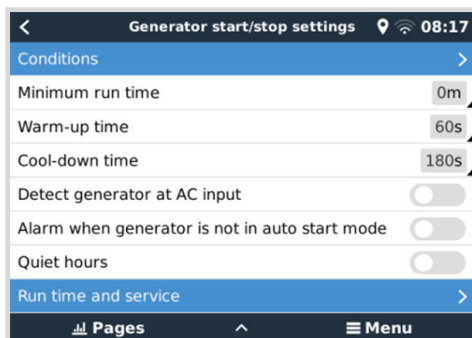 Generator start/stop settings 08:17
Conditions
Minimum run time 0m
Warm-up time 60s
Cool-down time 180s
Detect generator at AC input
Alarm when generator is not in auto start mode
Quiet hours
Run time and service
Pages Menu